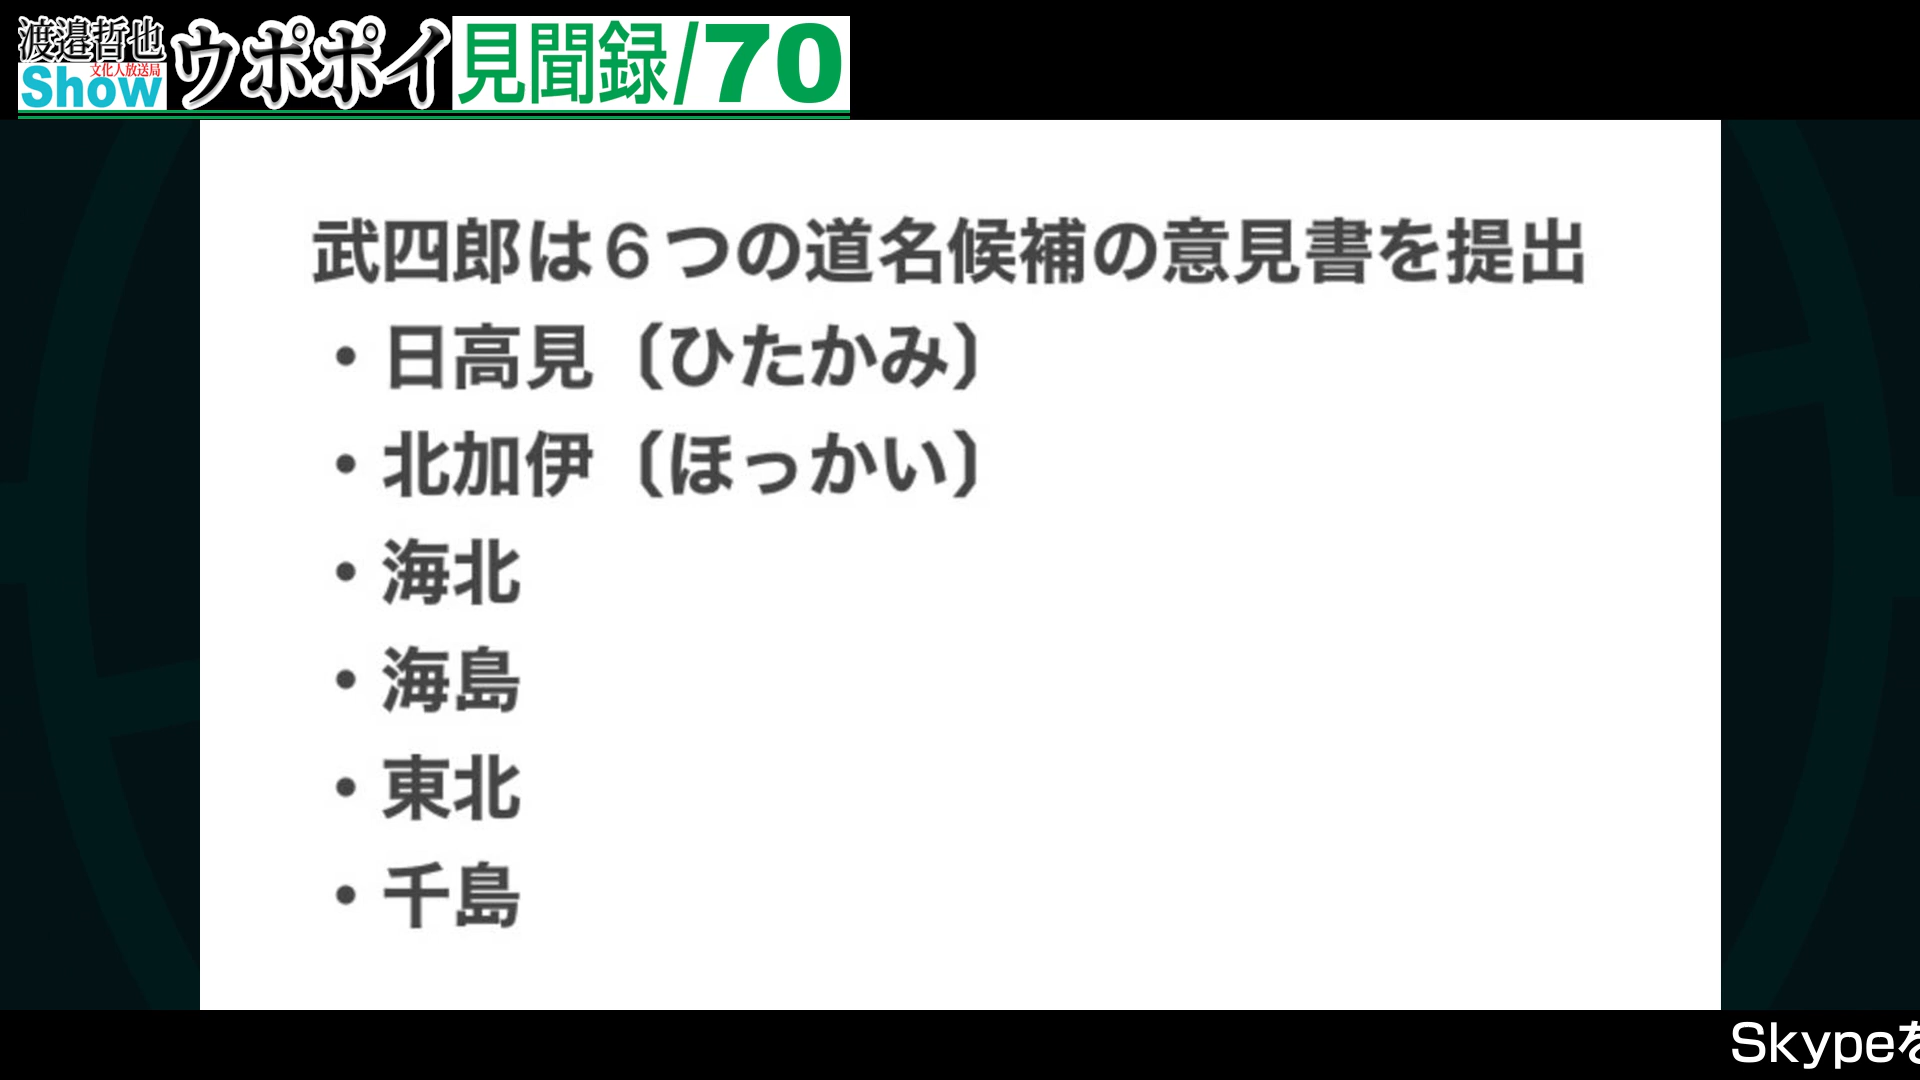 渡邉哲也
Show
文化人放送局
ウポポイ見聞録/70
武四郎は６つの道名候補の意見書を提出
・日高見〔ひたかみ〕
・北加伊〔ほっかい〕
・海北
・海島
・東北
・千島
Skypeを